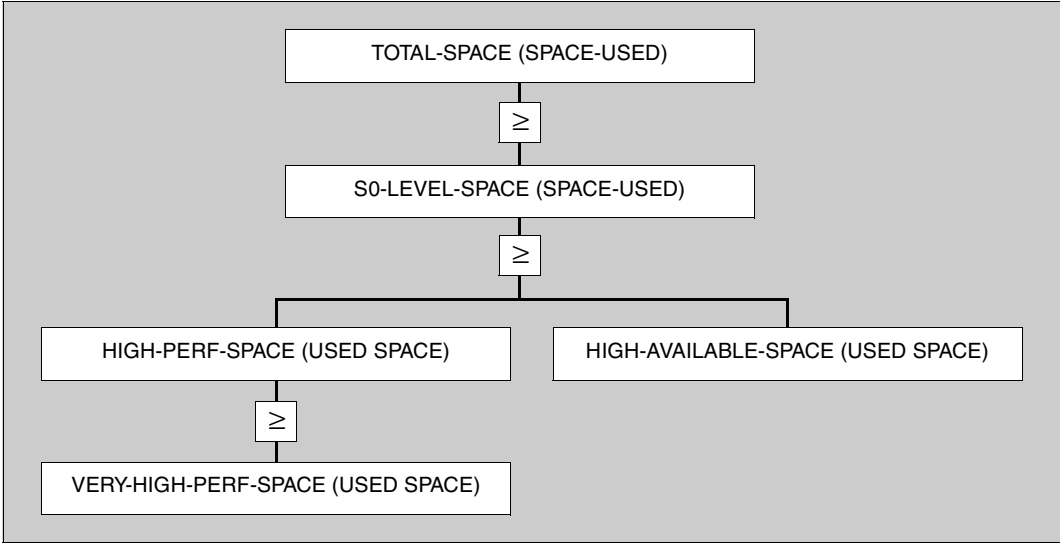 TOTAL-SPACE (SPACE-USED)
≥
S0-LEVEL-SPACE (SPACE-USED)
≥
HIGH-PERF-SPACE (USED SPACE)
HIGH-AVAILABLE-SPACE (USED SPACE)
≥
VERY-HIGH-PERF-SPACE (USED SPACE)